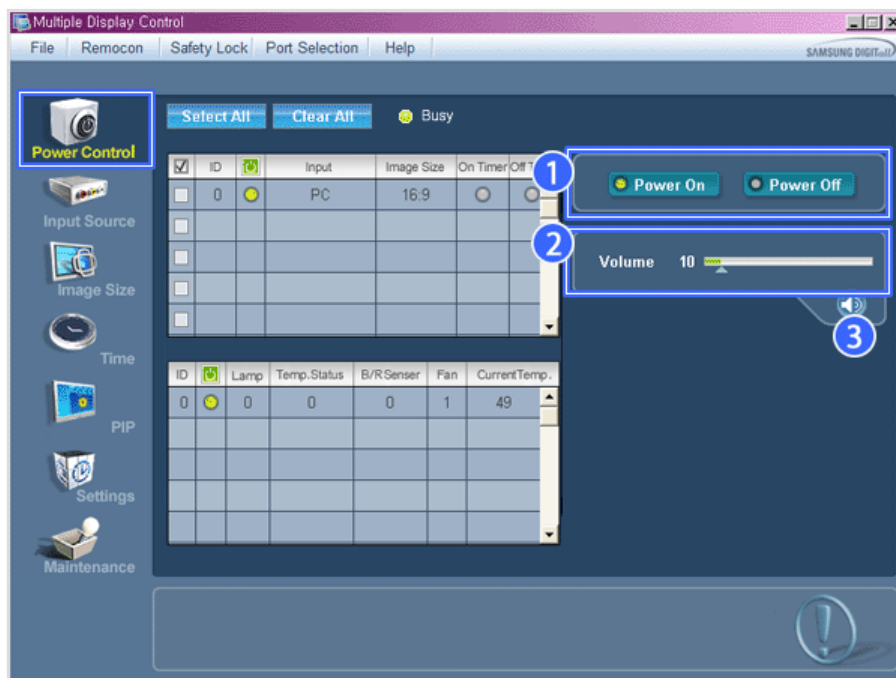 Multiple Display Control
File Remocon Safety Lock Port Selection Help
SAMSUNG DIGITall
Power Control
Input Source
Image Size
Time
PIP
Settings
Maintenance
Select All Clear All Busy
ID Input Image Size On Timer Off T
0 PC 16:9
ID Lamp Temp.Status B/RSenser Fan CurrentTemp.
0 0 0 0 1 49
1
Power On Power Off
2
Volume 10
3